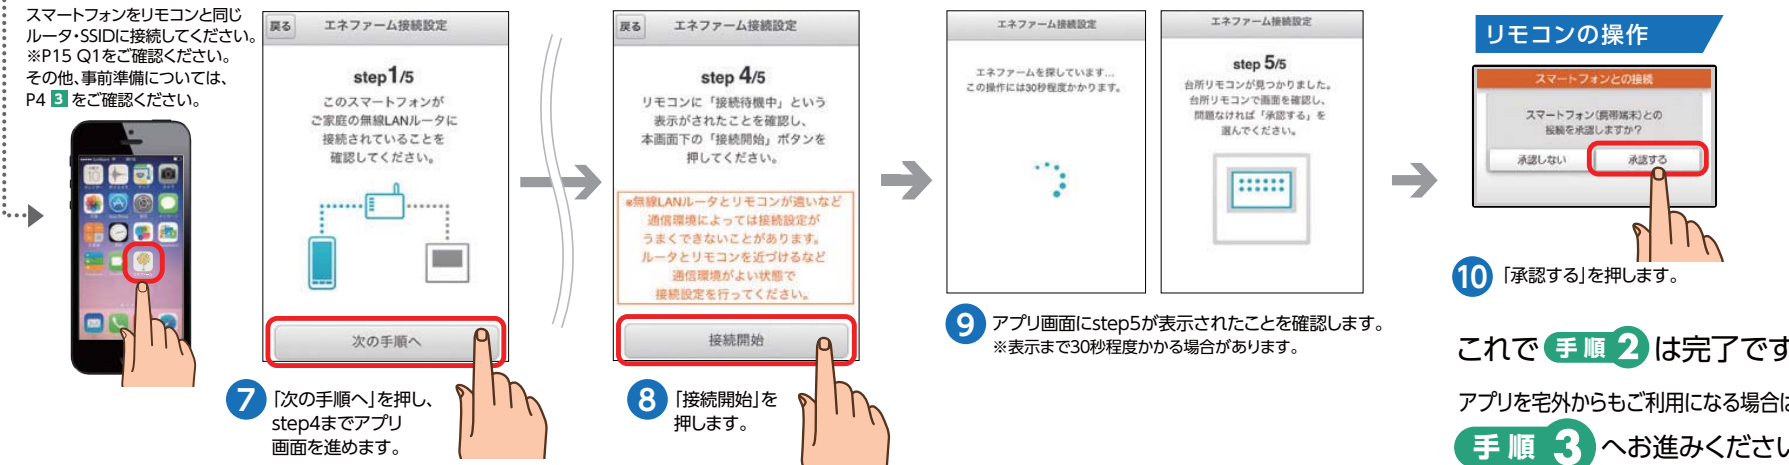 スマートフォンをリモコンと同じ
ルータ・SSIDに接続してください。
※P15 Q1をご確認ください。
その他、事前準備については、
P4 3 をご確認ください。
戻る エネファーム接続設定
step1/5
このスマートフォンが
ご家庭の無線LANルータに
接続されていることを
確認してください。
次の手順へ
7 「次の手順へ」を押し、
step4までアプリ
画面を進めます。
戻る エネファーム接続設定
step 4/5
リモコンに「接続待機中」という
表示がされたことを確認し、
本画面下の「接続開始」ボタンを
押してください。
※無線LANルータとリモコンが遠いなど
通信環境によっては接続設定が
うまくできないことがあります。
ルータとリモコンを近づけるなど
通信環境がよい状態で
接続設定を行ってください。
接続開始
8 「接続開始」を
押します。
エネファーム接続設定
エネファームを探しています...
この操作には30秒程度かかります。
エネファーム接続設定
step 5/5
台所リモコンが見つかりました。
台所リモコンで画面を確認し、
問題なければ「承認する」を
選んでください。
9 アプリ画面にstep5が表示されたことを確認します。
※表示まで30秒程度かかる場合があります。
リモコンの操作
スマートフォンとの接続
スマートフォン(携帯端末)との
接続を承認しますか?
承認しない 承認する
10 「承認する」を押します。
これで 手順 2 は完了です
アプリを宅外からもご利用になる場合は
手順 3 へお進みください